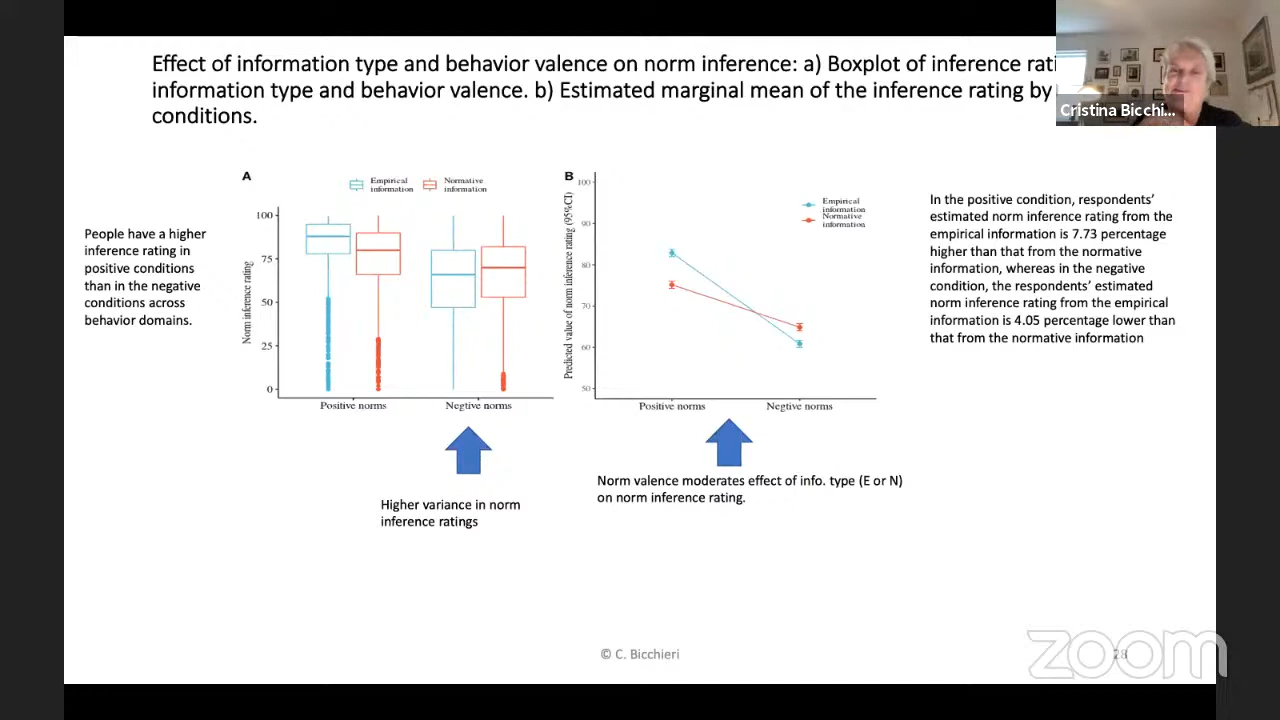 Effect of information type and behavior valence on norm inference: a) Boxplot of inference rati
information type and behavior valence. b) Estimated marginal mean of the inference rating by
conditions.
Cristina Bicchi...
People have a higher
inference rating in
positive conditions
than in the negative
conditions across
behavior domains.
A
Empirical
information
Normative
information
Norm inference rating
100
75
50
25
0
Positive norms
Negtive norms
Higher variance in norm
inference ratings
B
Predicted value of norm inference rating (95%CI)
100
90
80
70
60
50
Empirical
information
Normative
information
Positive norms
Negtive norms
Norm valence moderates effect of info. type (E or N)
on norm inference rating.
In the positive condition, respondents'
estimated norm inference rating from the
empirical information is 7.73 percentage
higher than that from the normative
information, whereas in the negative
condition, the respondents' estimated
norm inference rating from the empirical
information is 4.05 percentage lower than
that from the normative information
© C. Bicchieri
28
zoom